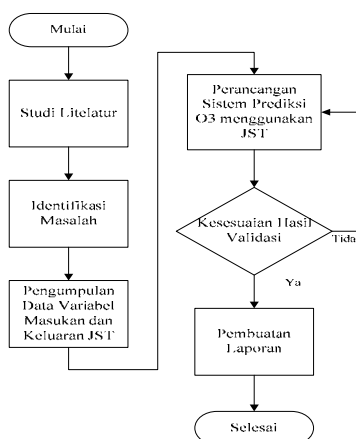 Mulai
Studi Litelatur
Identifikasi
Masalah
Pengumpulan
Data Variabel
Masukan dan
Keluaran JST
Perancangan
Sistem Prediksi
O3 menggunakan
JST
Kesesuaian Hasil
Validasi
Tida
Ya
Pembuatan
Laporan
Selesai